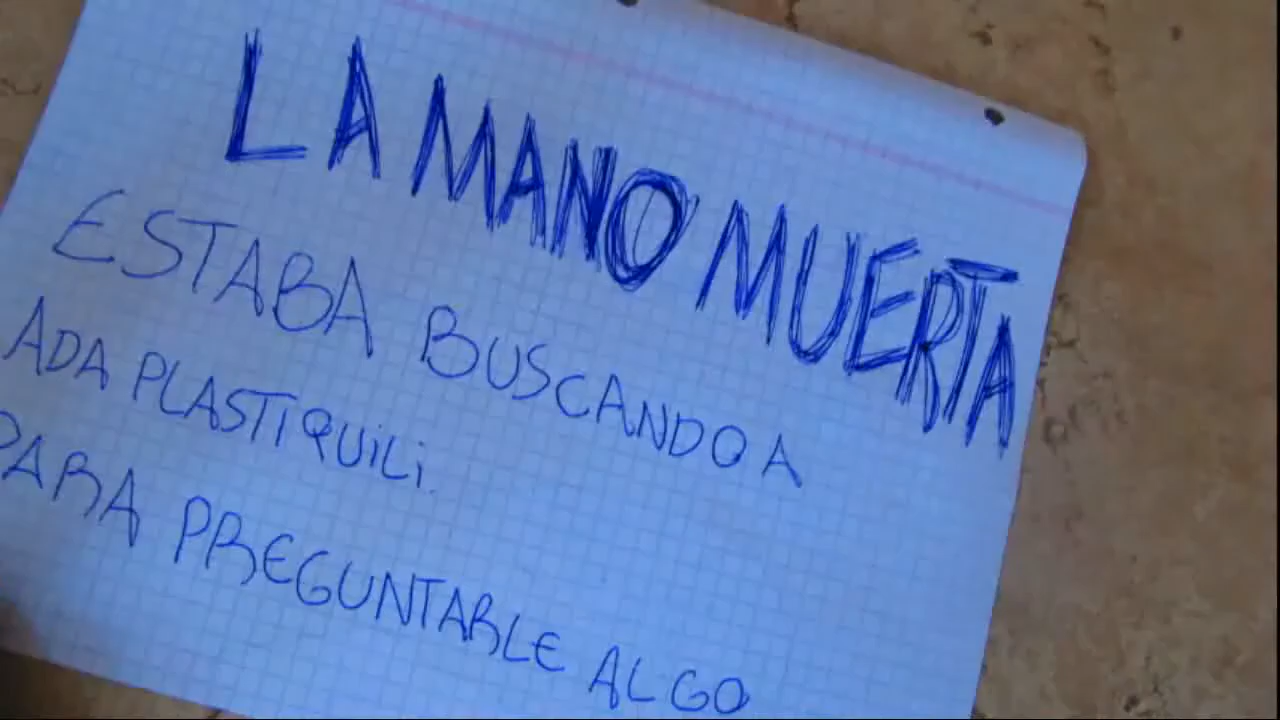 LA MANO MUERTA
ESTABA BUSCANDO A
ADA PLASTIQUILI.
PARA PREGUNTARLE ALGO